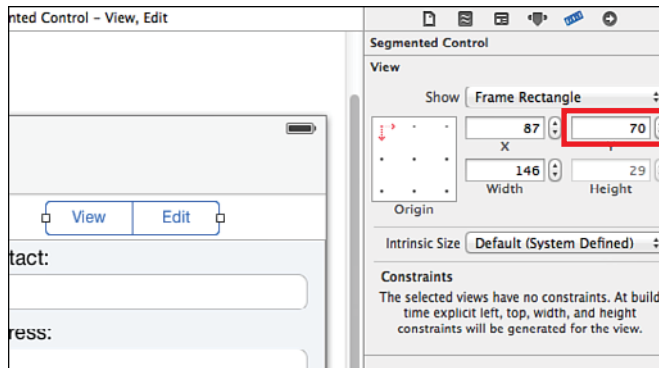 nted Control – View, Edit
Segmented Control
View
Show Frame Rectangle
87 70
X
146 29
Width Height
Origin
View Edit
tact:
Intrinsic Size Default (System Defined)
Constraints
The selected views have no constraints. At build
time explicit left, top, width, and height
constraints will be generated for the view.
ress: